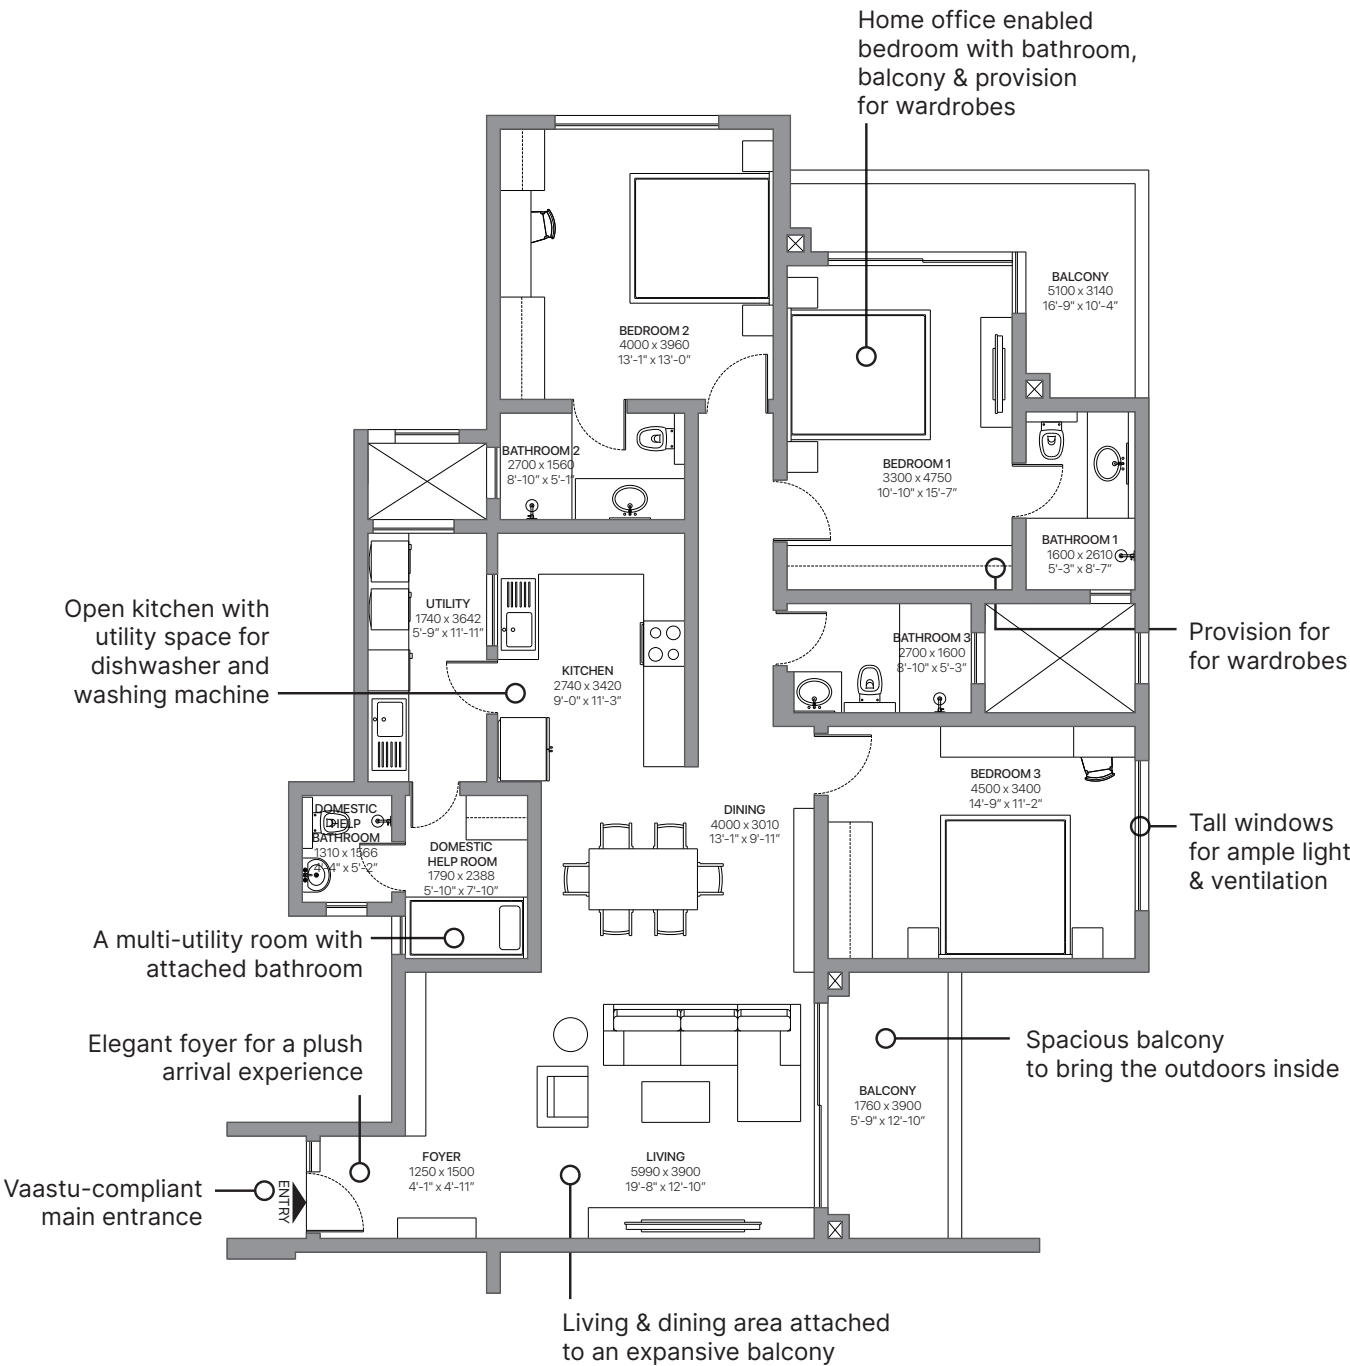 Home office enabled
bedroom with bathroom,
balcony & provision
for wardrobes
BALCONY
5100 x 3140
16'-9" x 10'-4"
BEDROOM 2
4000 x 3960
13'-1" x 13'-0"
BATHROOM 2
2700 x 1560
8'-10" x 5'-1"
BEDROOM 1
3300 x 4750
10'-10" x 15'-7"
BATHROOM 1
1600 x 2610
5'-3" x 8'-7"
Open kitchen with
utility space for
dishwasher and
washing machine
UTILITY
1740 x 3642
5'-9" x 11'-11"
KITCHEN
2740 x 3420
9'-0" x 11'-3"
BATHROOM 3
2700 x 1600
8'-10" x 5'-3"
Provision for
for wardrobes
BEDROOM 3
4500 x 3400
14'-9" x 11'-2"
DINING
4000 x 3010
13'-1" x 9'-11"
Tall windows
for ample light
& ventilation
DOMESTIC
HELP
BATHROOM
1310 x 1566
4'-4" x 5'-2"
DOMESTIC
HELP ROOM
1790 x 2388
5'-10" x 7'-10"
A multi-utility room with
attached bathroom
Elegant foyer for a plush
arrival experience
Spacious balcony
to bring the outdoors inside
BALCONY
1760 x 3900
5'-9" x 12'-10"
FOYER
1250 x 1500
4'-1" x 4'-11"
LIVING
5990 x 3900
19'-8" x 12'-10"
Vaastu-compliant
main entrance
ENTRY
Living & dining area attached
to an expansive balcony